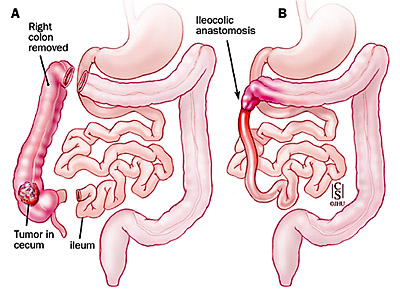 A
Right
colon
removed
Tumor in
cecum
ileum
B
Ileocolic
anastomosis
C
S
©JHU